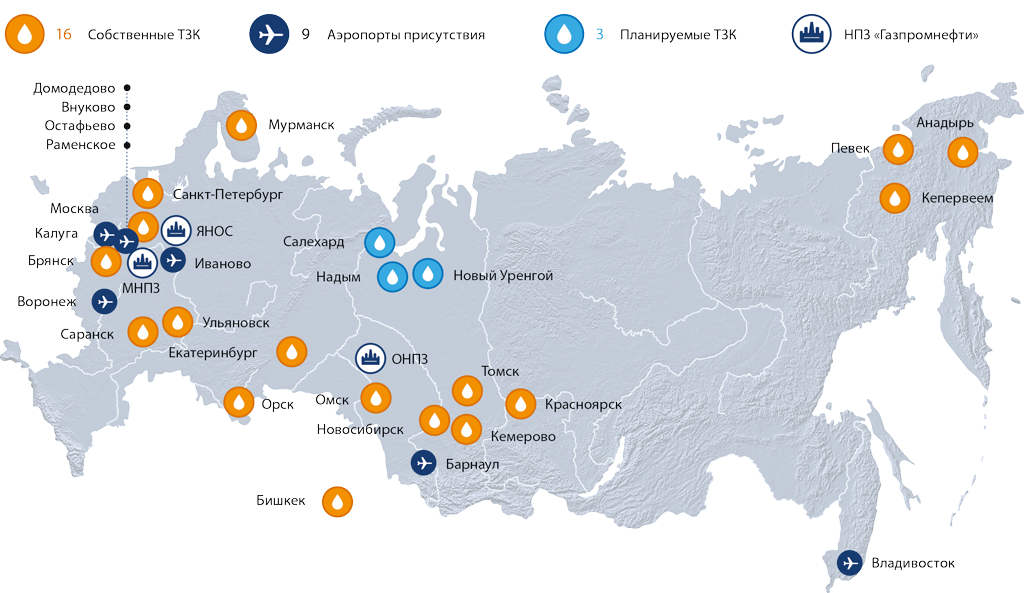 16 Собственные ТЗК
9 Аэропорты присутствия
3 Планируемые ТЗК
НПЗ «Газпромнефти»
Домодедово
Внуково
Остафьево
Раменское
Мурманск
Анадырь
Певек
Кепервеем
Санкт-Петербург
Москва
Калуга
ЯНОС
Брянск
Иваново
МНПЗ
Воронеж
Саранск
Ульяновск
Екатеринбург
Салехард
Надым
Новый Уренгой
ОНПЗ
Орск
Омск
Томск
Красноярск
Новосибирск
Кемерово
Барнаул
Бишкек
Владивосток